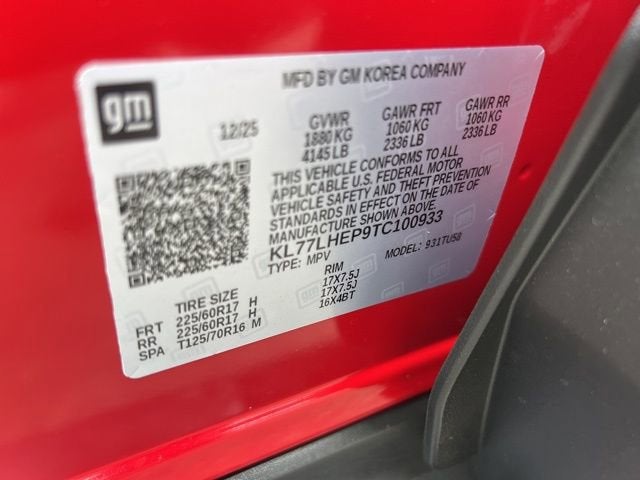 MFD BY GM KOREA COMPANY
gm
12/25
GVWR GAWR FRT GAWR RR
1880 KG 1060 KG 1060 KG
4145 LB 2336 LB 2336 LB
THIS VEHICLE CONFORMS TO ALL
APPLICABLE U.S. FEDERAL MOTOR
VEHICLE SAFETY AND THEFT PREVENTION
STANDARDS IN EFFECT ON THE DATE OF
MANUFACTURE SHOWN ABOVE.
KL77LHEP9TC100933
TYPE: MPV MODEL: 931TU58
TIRE SIZE RIM
FRT 225/60R17 H 17X7.5J
RR 225/60R17 H 17X7.5J
SPA T125/70R16 M 16X4BT